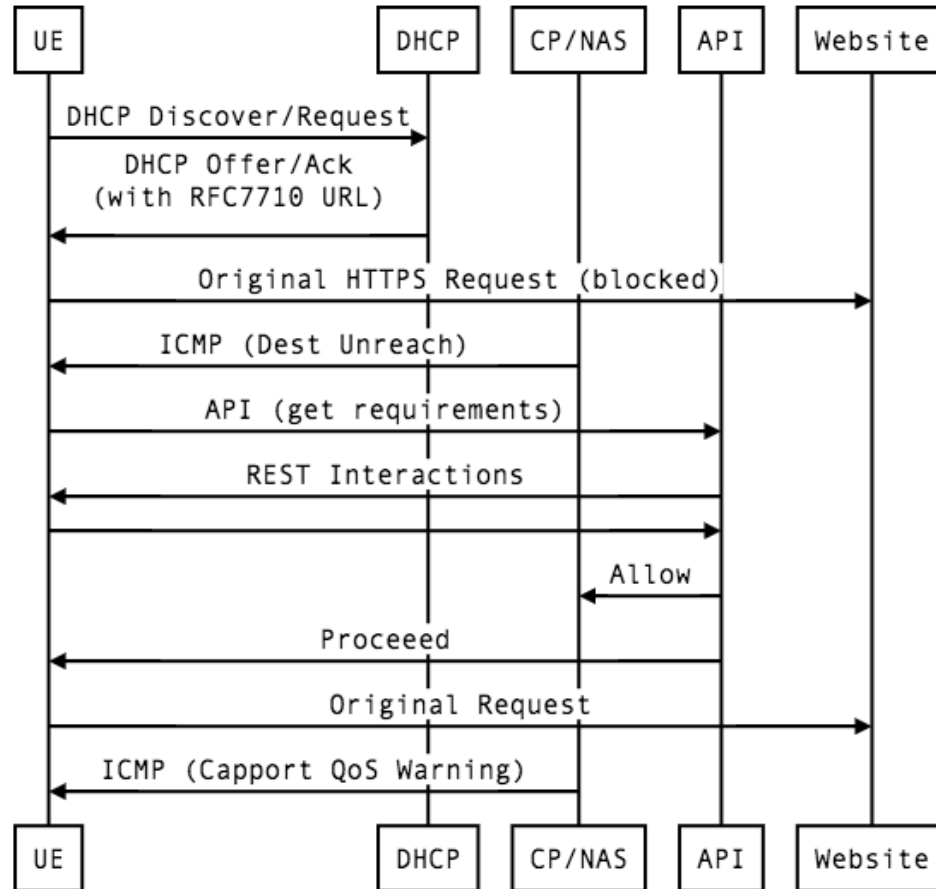 UE DHCP CP/NAS API Website
DHCP Discover/Request
DHCP Offer/Ack
(with RFC7710 URL)
Original HTTPS Request (blocked)
ICMP (Dest Unreach)
API (get requirements)
REST Interactions
Allow
Proceeed
Original Request
ICMP (Capport QoS Warning)
UE DHCP CP/NAS API Website